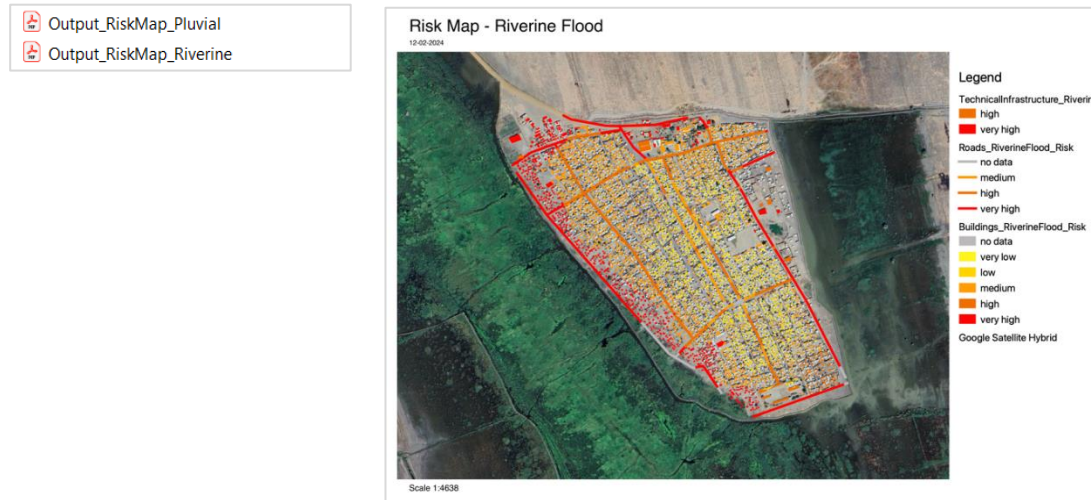 Output_RiskMap_Pluvial
Output_RiskMap_Riverine
Risk Map - Riverine Flood
12-02-2024
Legend
TechnicalInfrastructure_Riverin
high
very high
Roads_RiverineFlood_Risk
no data
medium
high
very high
Buildings_RiverineFlood_Risk
no data
very low
low
medium
high
very high
Google Satellite Hybrid
Scale 1:4638